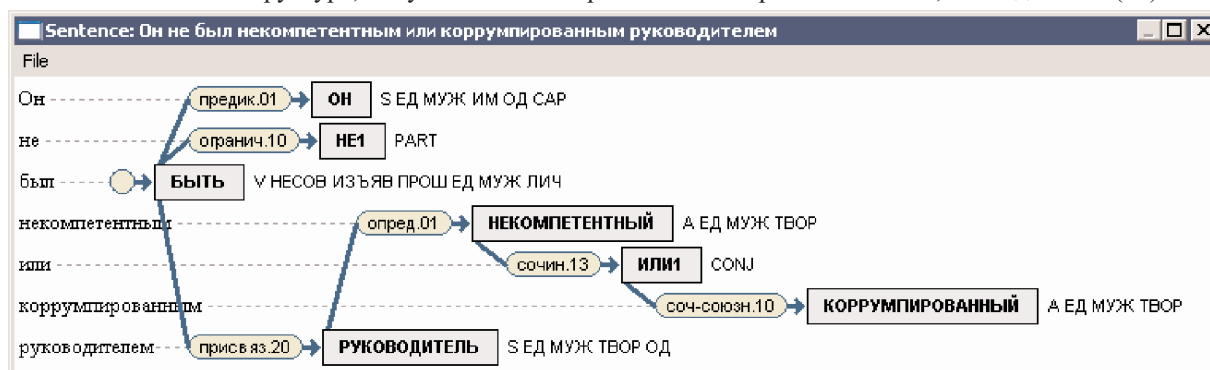 Sentence: Он не был некомпетентным или коррумпированным руководителем
File
Он предик.01 ОН S ЕД МУЖ ИМ ОД CAP
не огранич.10 НЕ1 PART
был БЫТЬ V НЕСОВ ИЗЪЯВ ПРОШ ЕД МУЖ ЛИЧ
некомпетентным опред.01 НЕКОМПЕТЕНТНЫЙ A ЕД МУЖ ТВОР
или сочин.13 ИЛИ1 CONJ
коррумпированным соч-союзн.10 КОРРУМПИРОВАННЫЙ A ЕД МУЖ ТВОР
руководителем присвяз.20 РУКОВОДИТЕЛЬ S ЕД МУЖ ТВОР ОД